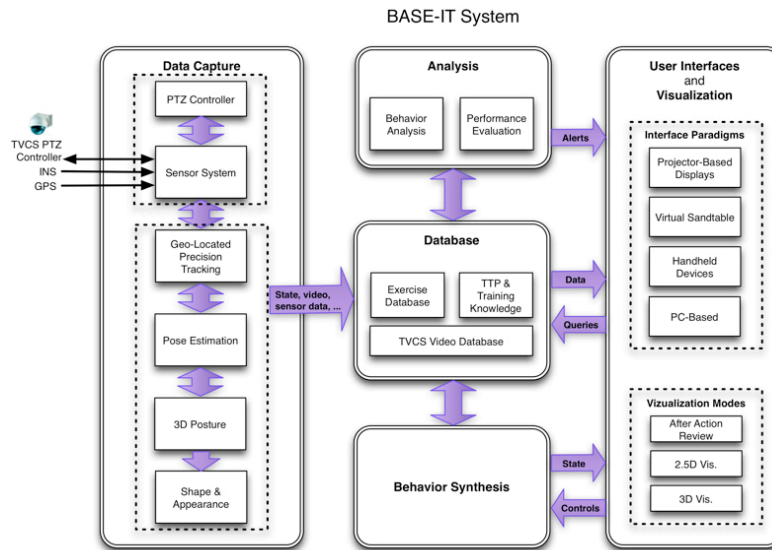 BASE-IT System
Data Capture
PTZ Controller
Sensor System
TVCS PTZ
Controller
INS
GPS
Geo-Located
Precision
Tracking
Pose Estimation
3D Posture
Shape &
Appearance
State, video,
sensor data, ...
Analysis
Behavior
Analysis
Performance
Evaluation
Alerts
Database
Exercise
Database
TTP &
Training
Knowledge
TVCS Video Database
Data
Queries
Behavior Synthesis
State
Controls
User Interfaces
and
Visualization
Interface Paradigms
Projector-Based
Displays
Virtual Sandtable
Handheld
Devices
PC-Based
Vizualization Modes
After Action
Review
2.5D Vis.
3D Vis.